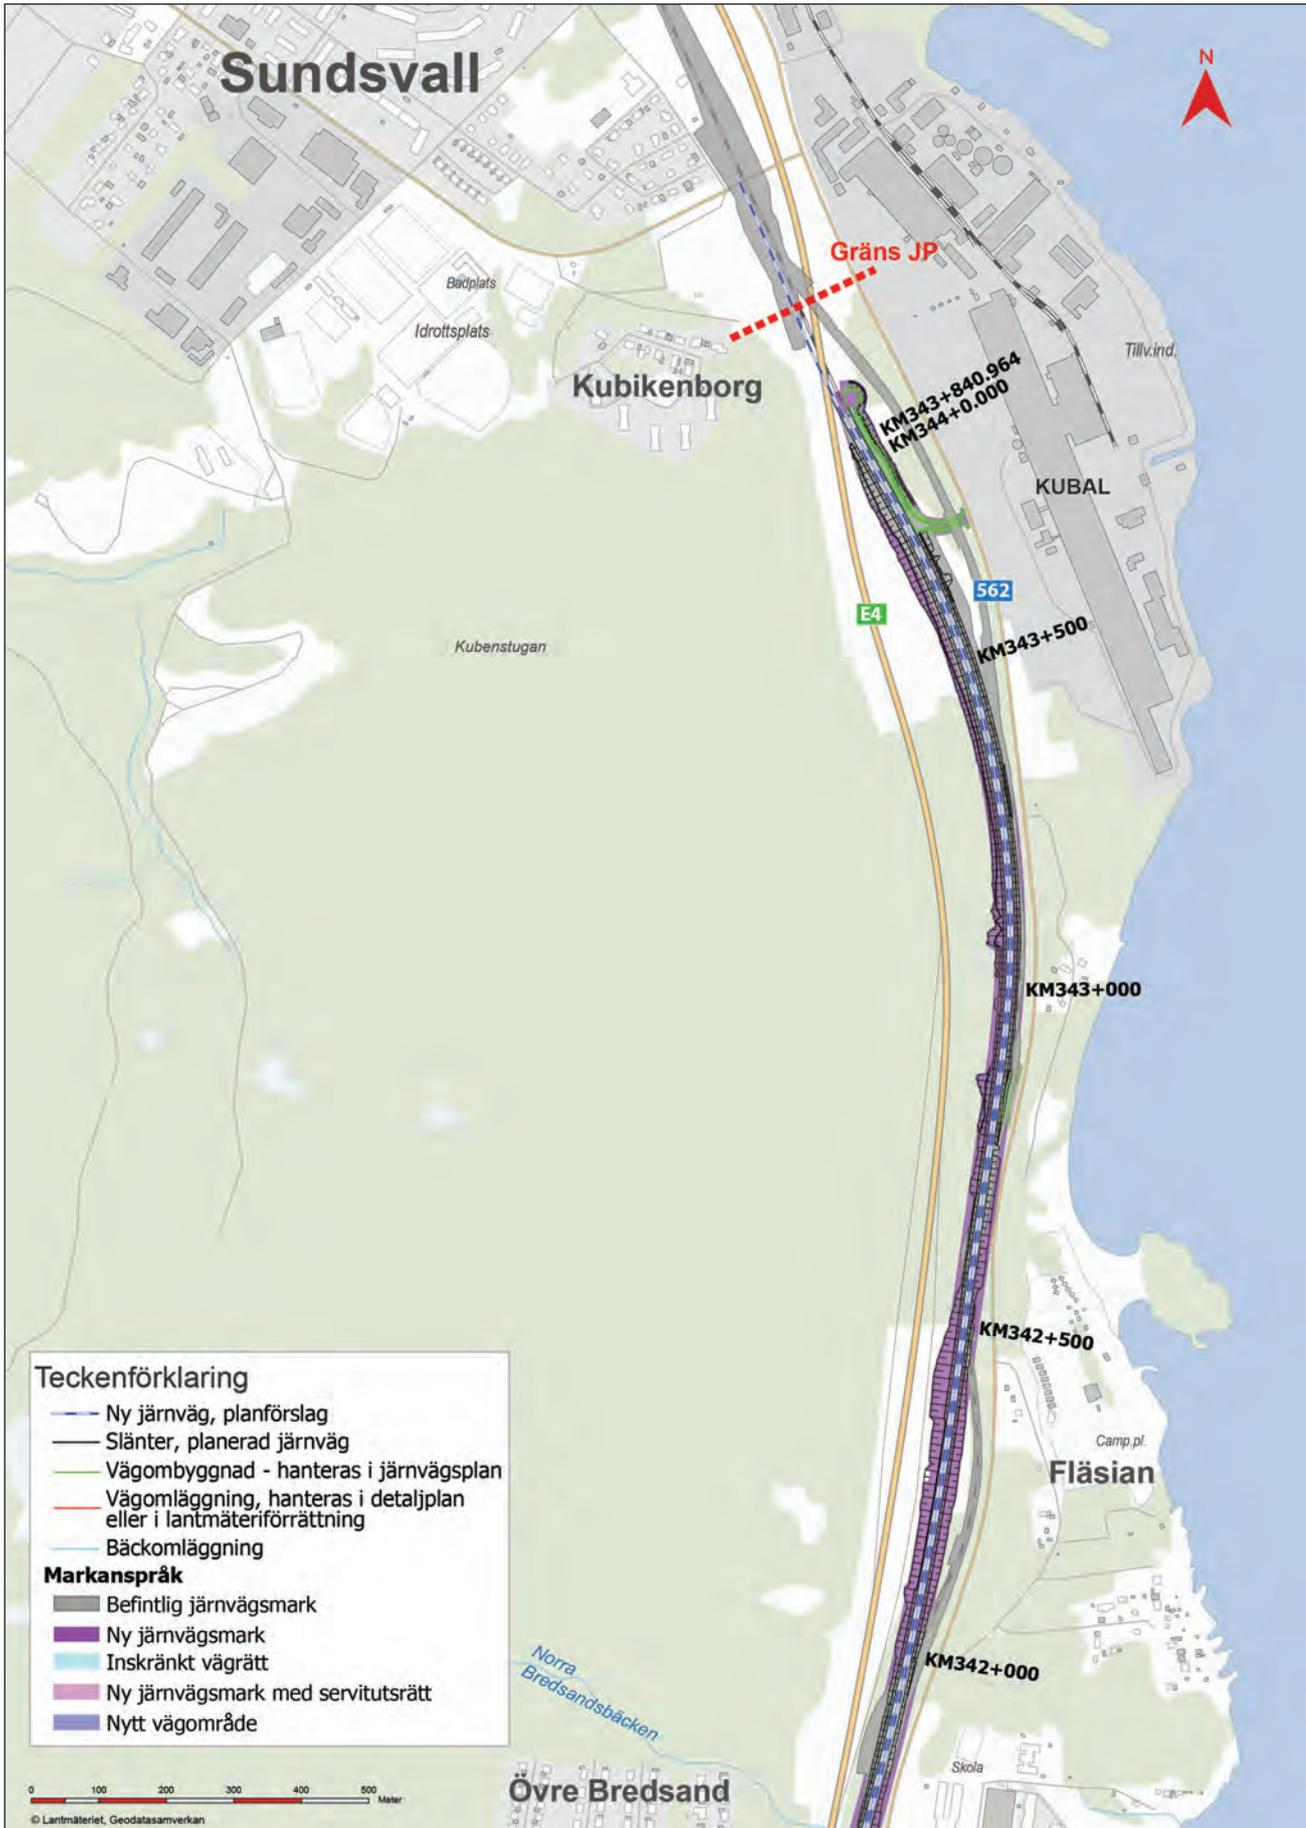 Sundsvall
N
Gräns JP
Badplats
Idrottsplats
Tillv.ind.
Kubikenborg
KM343+840.964
KM344+0.000
KUBAL
562
E4
KM343+500
Kubenstugan
KM343+000
KM342+500
Camp.pl.
Fläsian
KM342+000
Norra
Bredsandsbäcken
Skola
Övre Bredsand
Teckenförklaring
Ny järnväg, planförslag
Slänter, planerad järnväg
Vägombyggnad - hanteras i järnvägsplan
Vägomläggning, hanteras i detaljplan
eller i lantmäteriförrättning
Bäckomläggning
Markanspråk
Befintlig järnvägsmark
Ny järnvägsmark
Inskränkt vägrätt
Ny järnvägsmark med servitutsrätt
Nytt vägområde
0 100 200 300 400 500
Meter
© Lantmäteriet, Geodatasamverkan